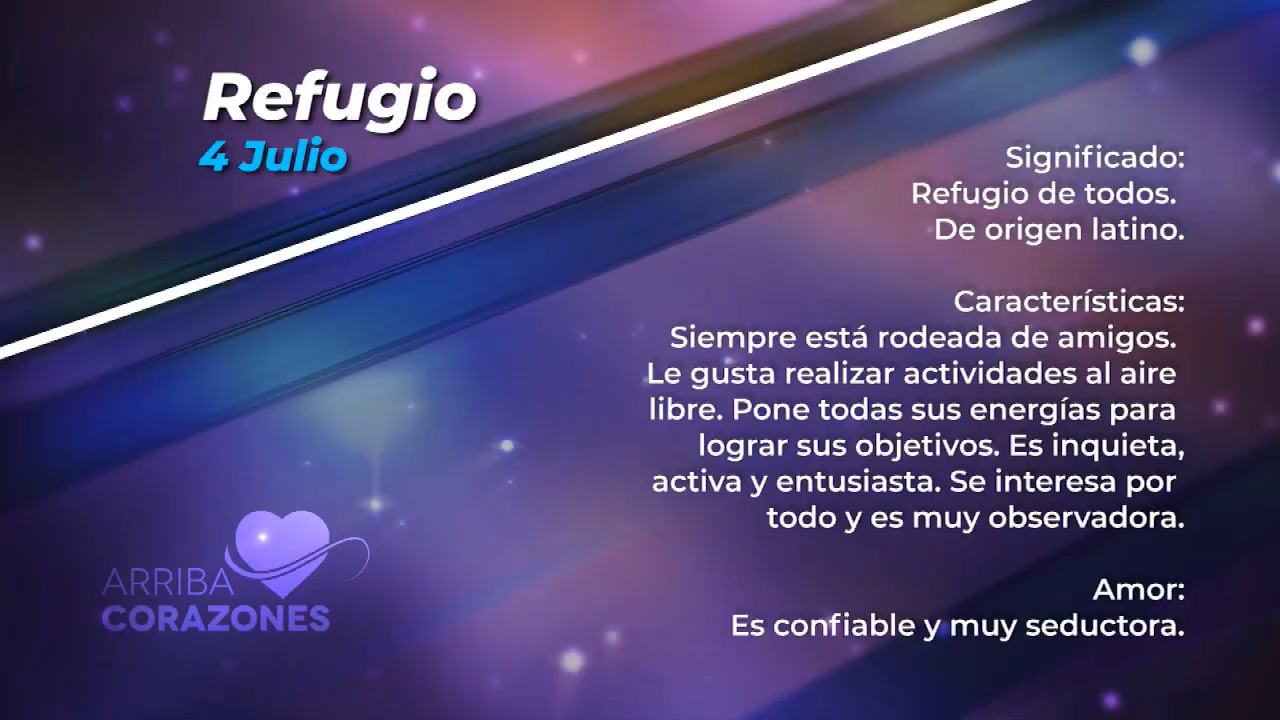 Refugio
4 Julio
Significado:
Refugio de todos.
De origen latino.
Características:
Siempre está rodeada de amigos.
Le gusta realizar actividades al aire
libre. Pone todas sus energías para
lograr sus objetivos. Es inquieta,
activa y entusiasta. Se interesa por
todo y es muy observadora.
Amor:
Es confiable y muy seductora.
ARRIBA
CORAZONES